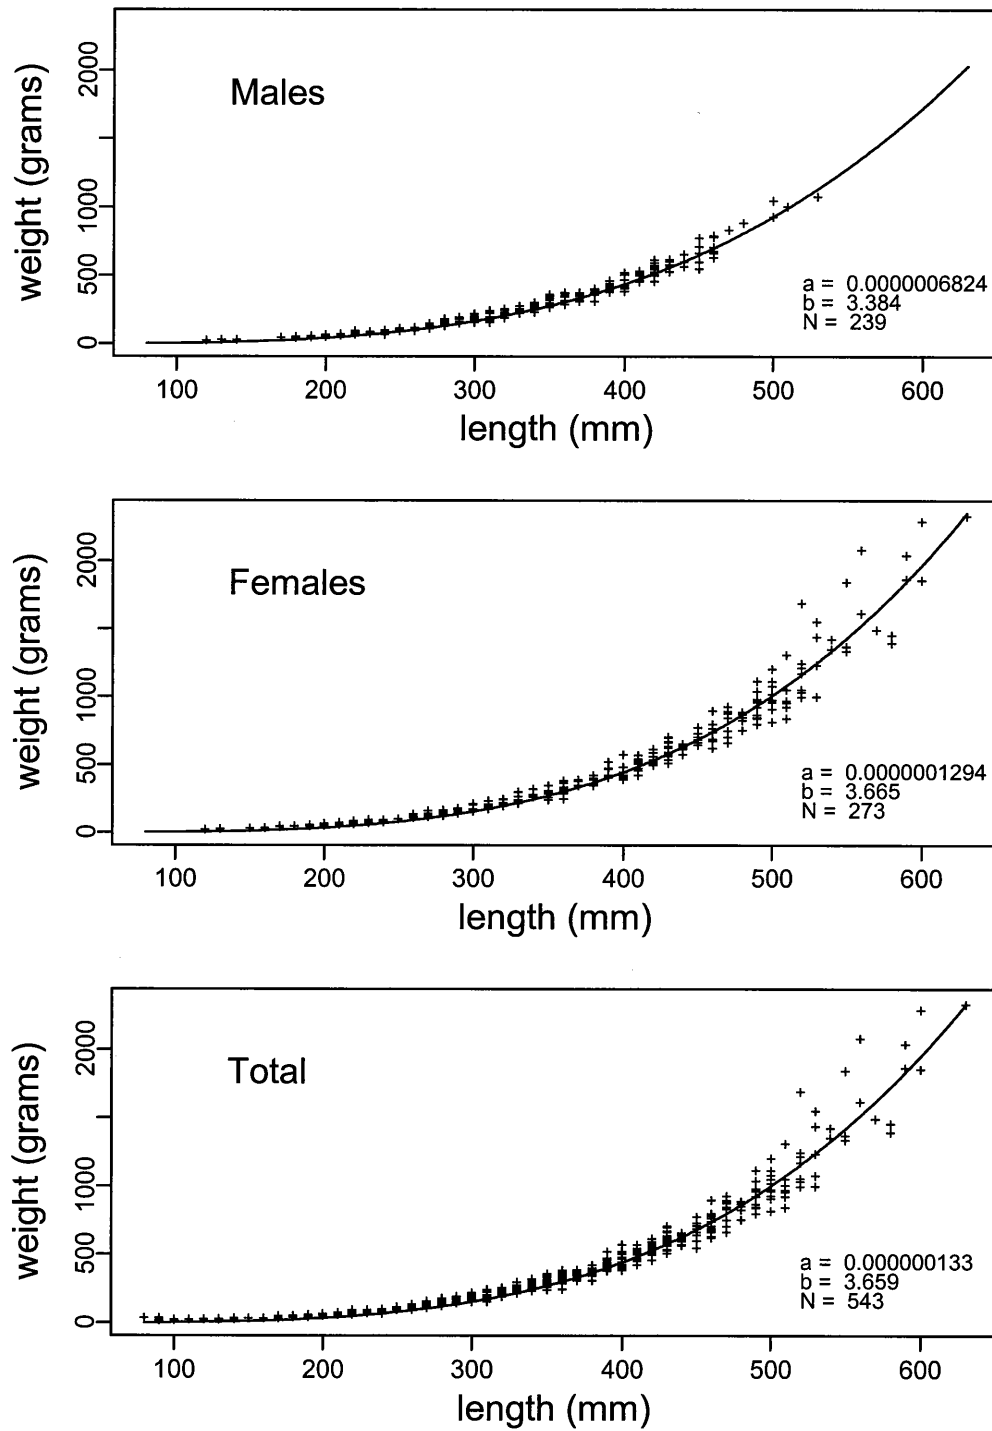 Males
weight (grams)
0 500 1000 2000
a = 0.0000006824
b = 3.384
N = 239
100 200 300 400 500 600
length (mm)
Females
weight (grams)
0 500 1000 2000
a = 0.0000001294
b = 3.665
N = 273
100 200 300 400 500 600
length (mm)
Total
weight (grams)
0 500 1000 2000
a = 0.000000133
b = 3.659
N = 543
100 200 300 400 500 600
length (mm)